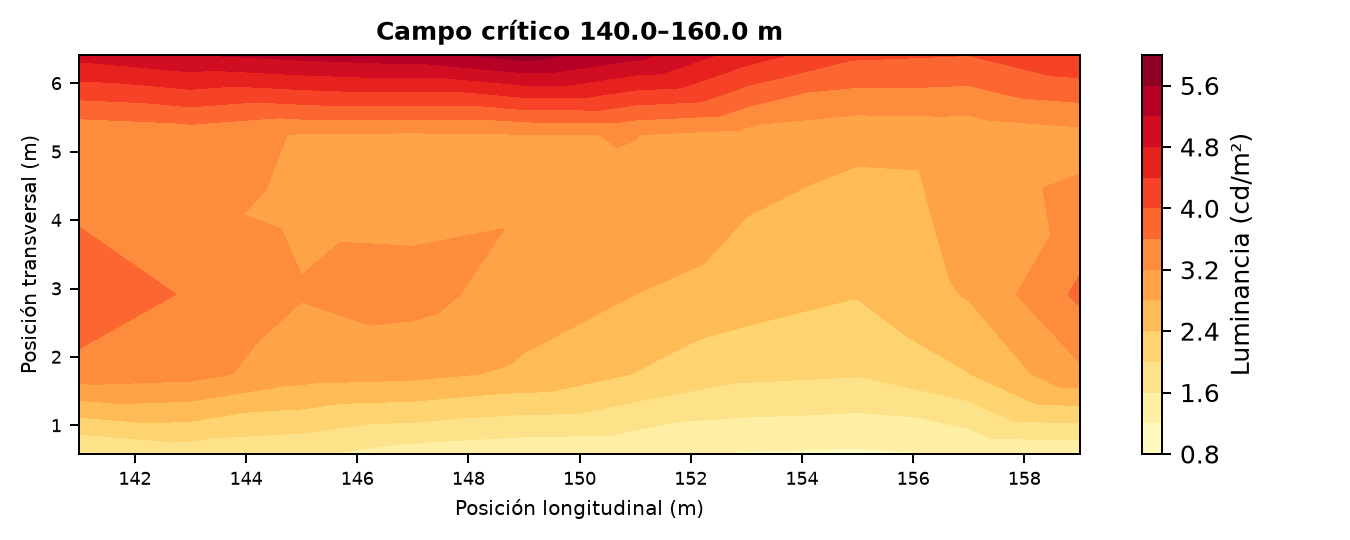 Campo crítico 140.0–160.0 m
6
5
4
3
2
1
Posición transversal (m)
142 144 146 148 150 152 154 156 158
Posición longitudinal (m)
5.6
4.8
4.0
3.2
2.4
1.6
0.8
Luminancia (cd/m²)